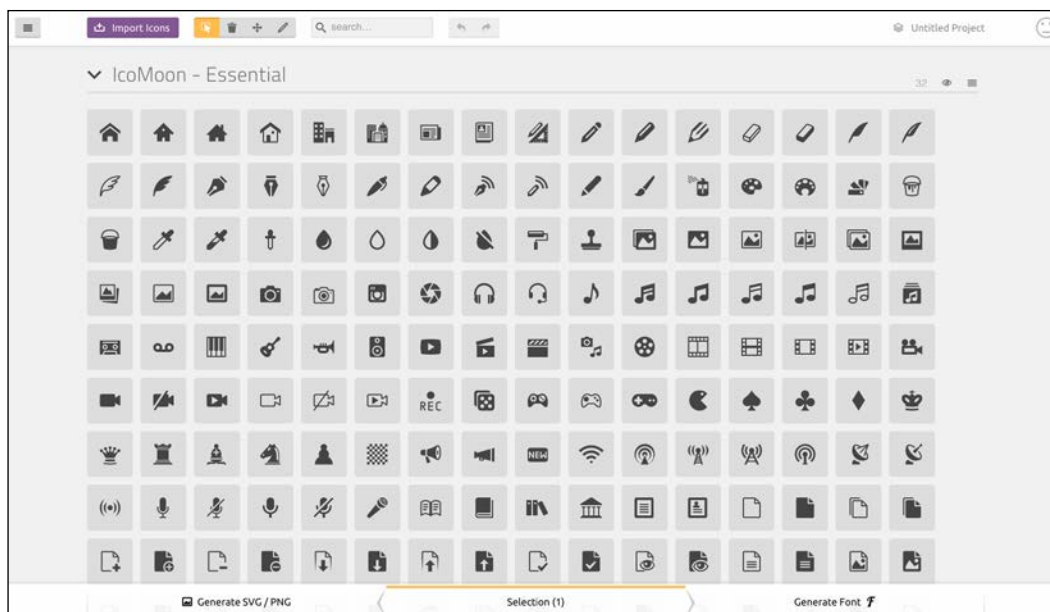 Import Icons
search...
Untitled Project
IcoMoon - Essential
32
REC
NEW
Generate SVG / PNG
Selection (1)
Generate Font